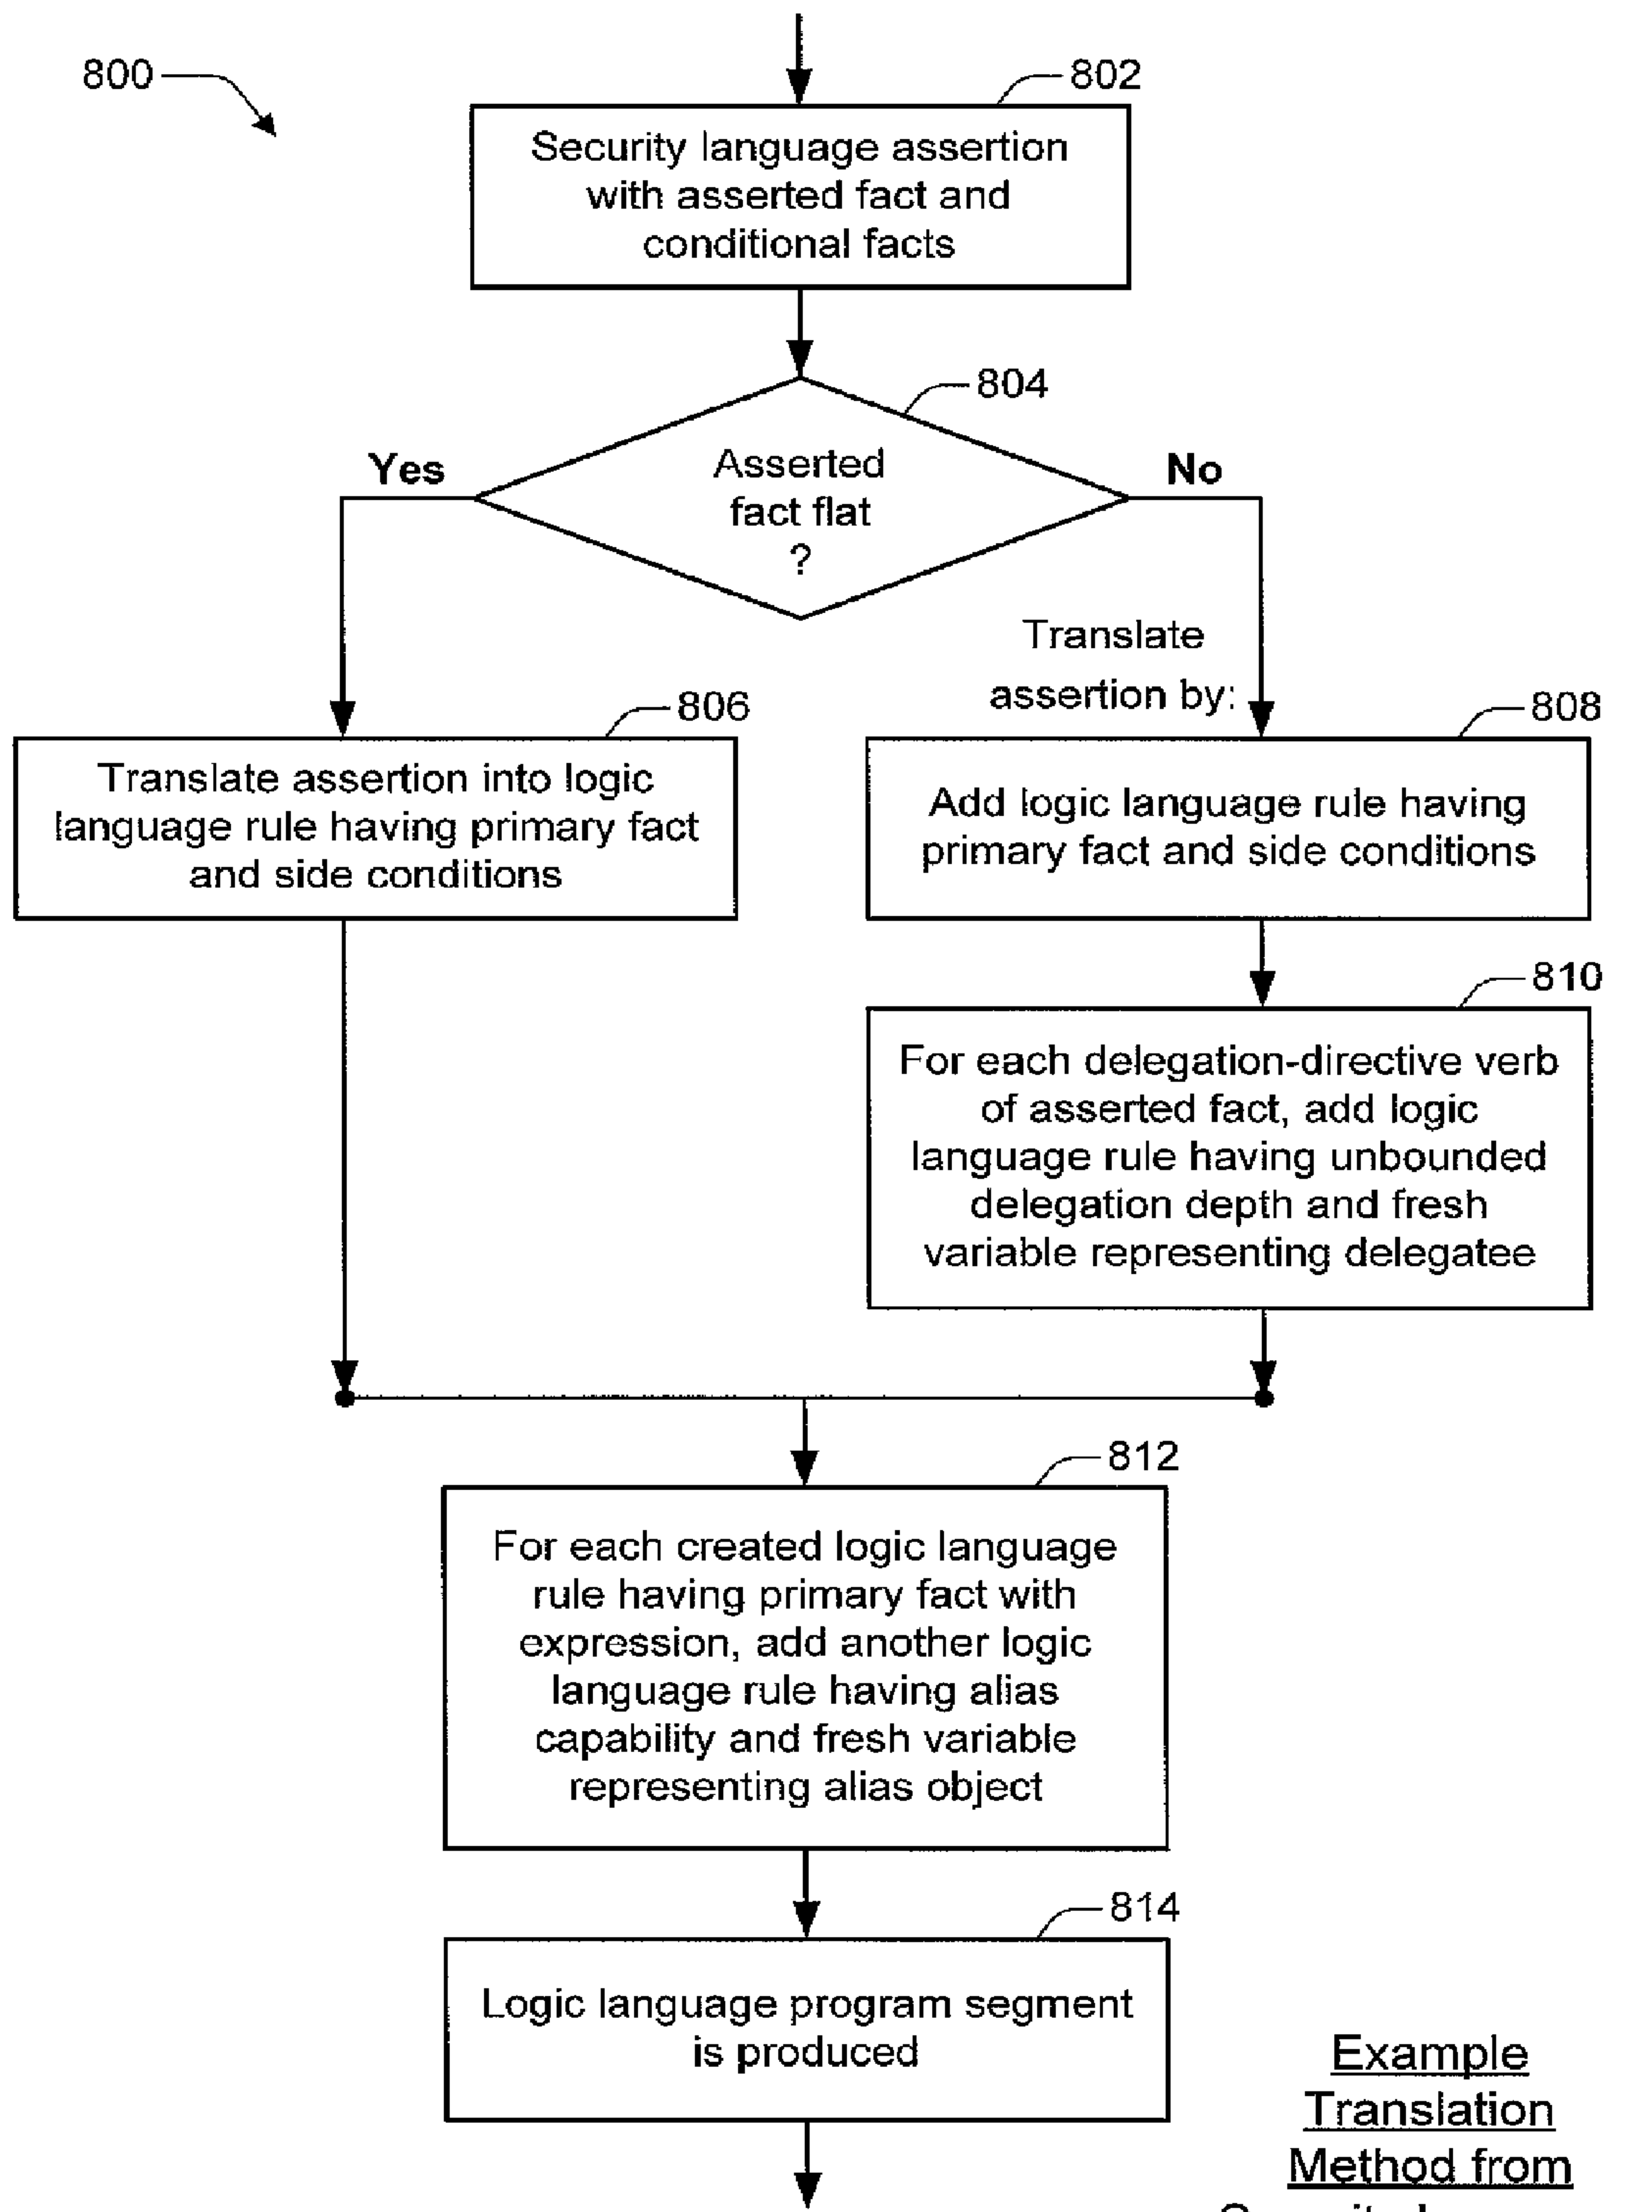 800
802
Security language assertion
with asserted fact and
conditional facts
804
Yes
Asserted
fact flat
?
No
Translate
assertion by:
806
Translate assertion into logic
language rule having primary fact
and side conditions
808
Add logic language rule having
primary fact and side conditions
810
For each delegation-directive verb
of asserted fact, add logic
language rule having unbounded
delegation depth and fresh
variable representing delegatee
812
For each created logic language
rule having primary fact with
expression, add another logic
language rule having alias
capability and fresh variable
representing alias object
814
Logic language program segment
is produced
Example
Translation
Method from